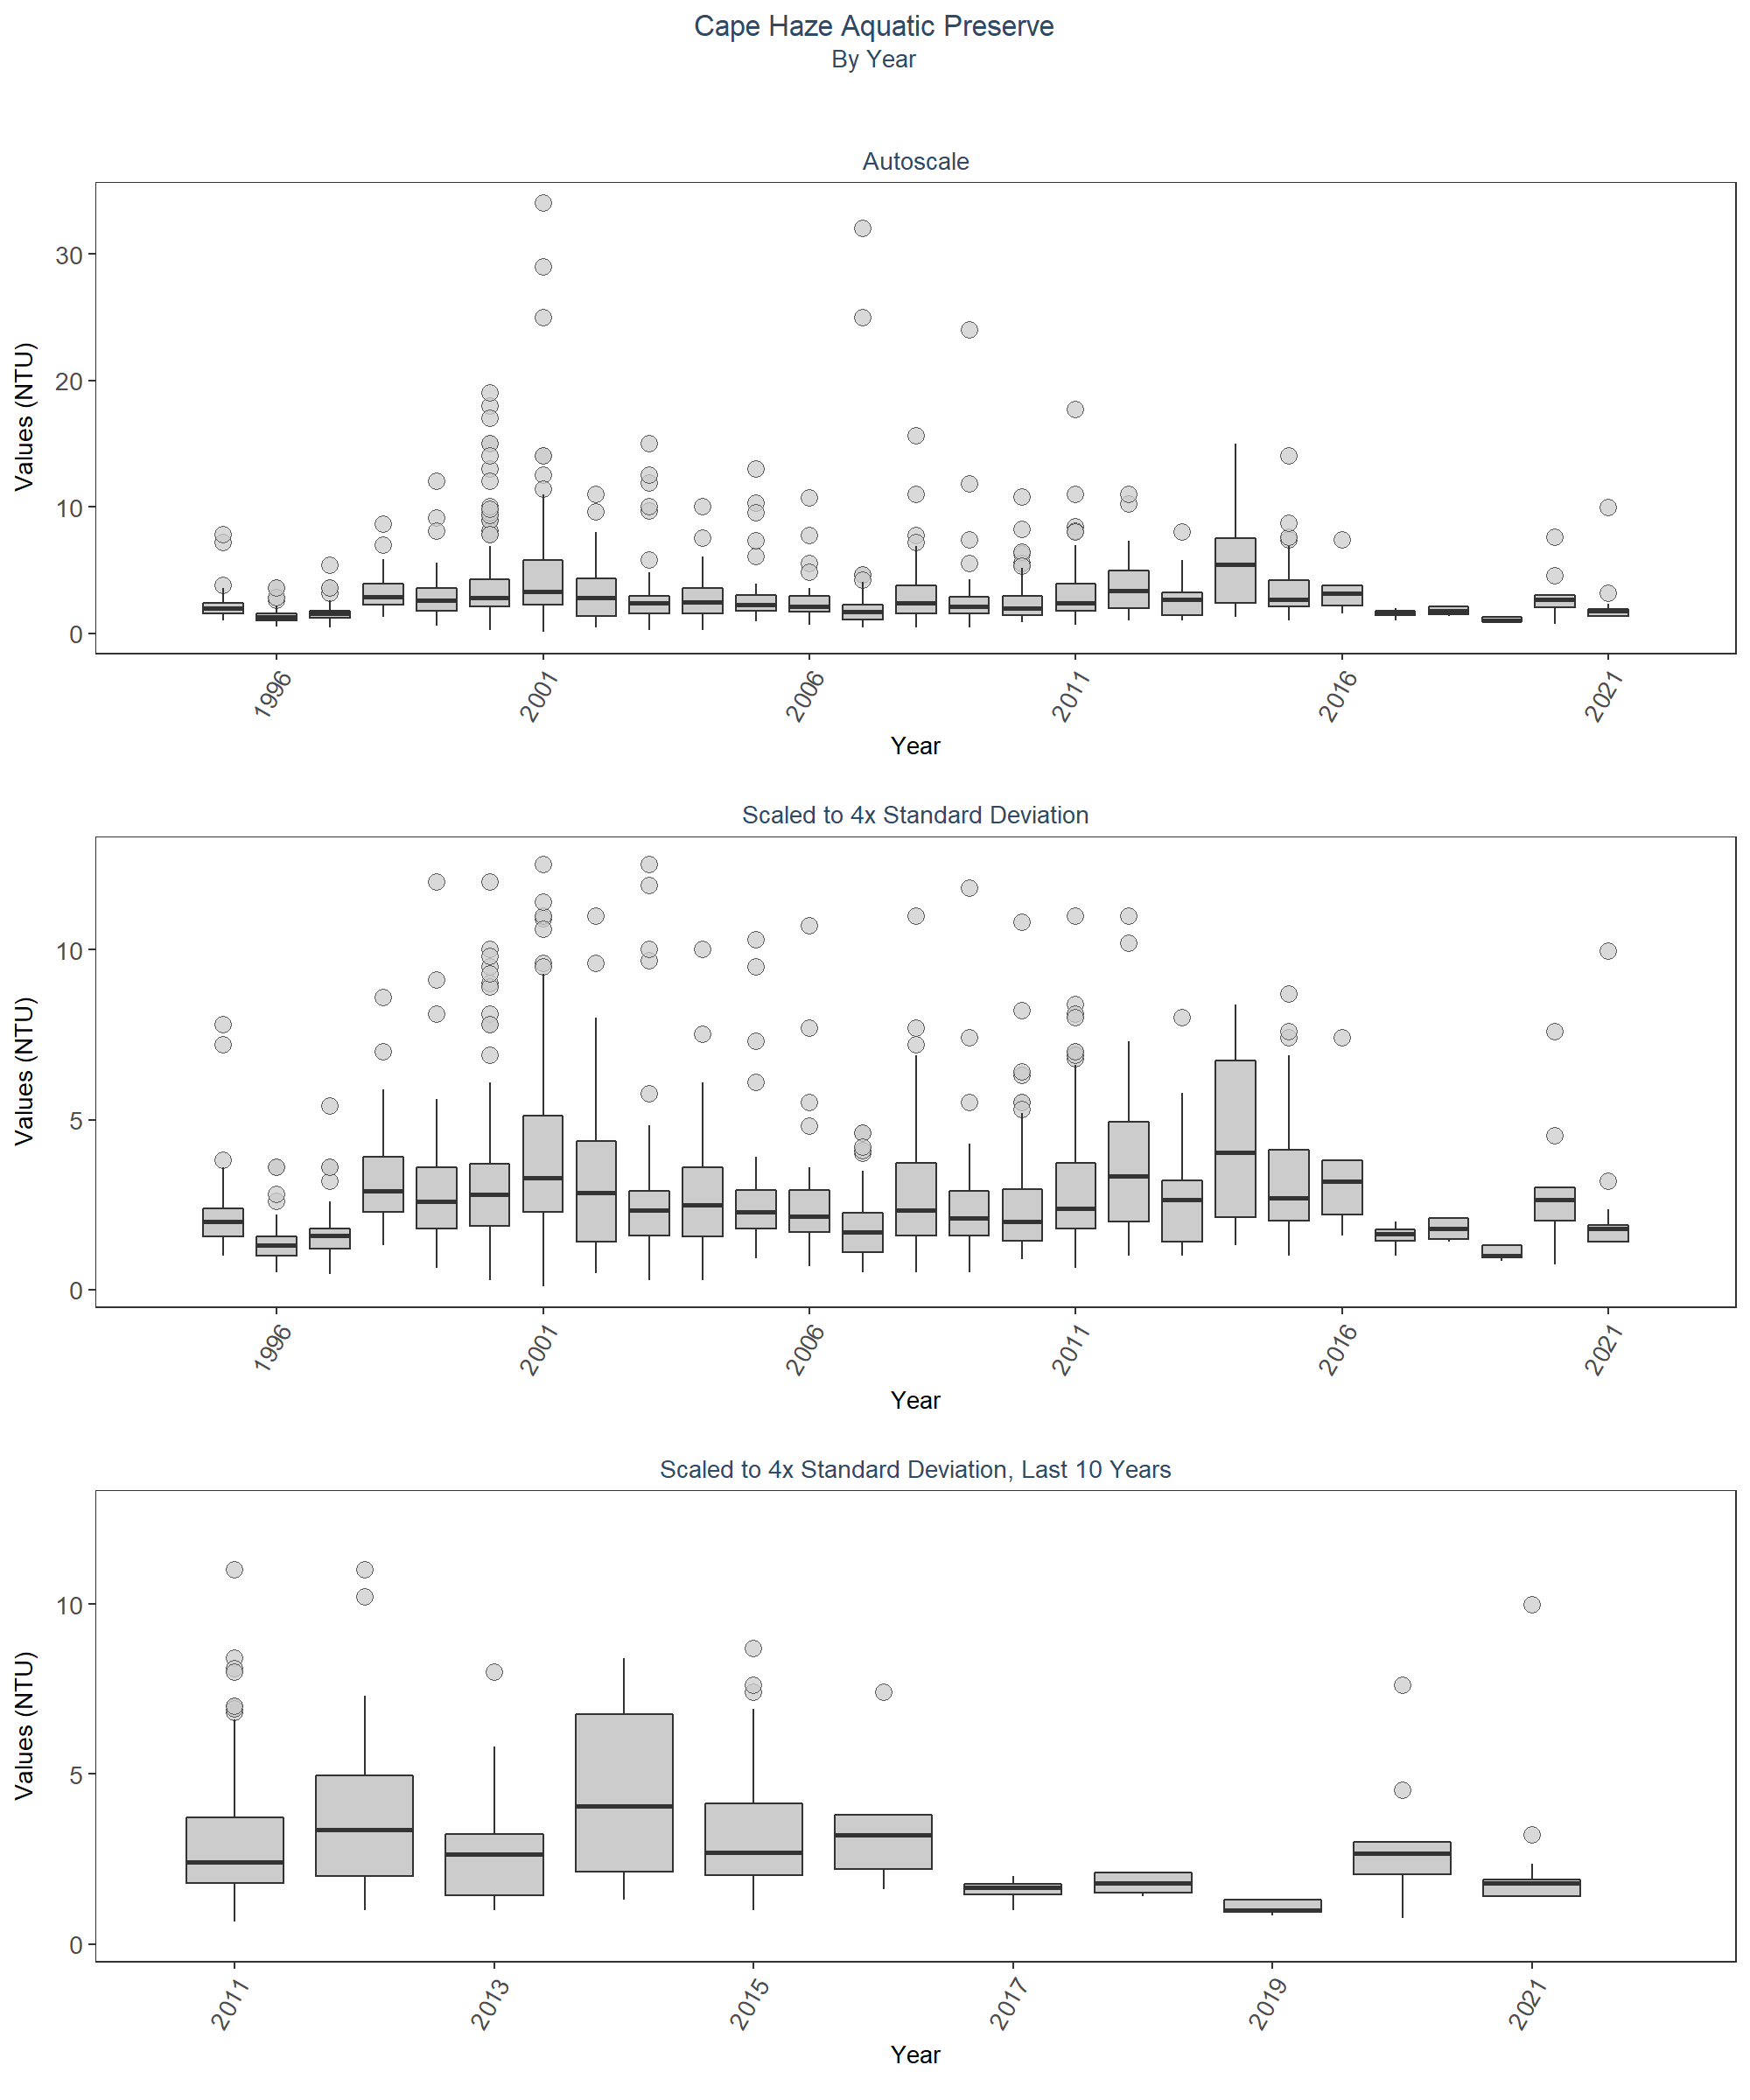 Cape Haze Aquatic Preserve
By Year
Autoscale
Values (NTU)
30
20
10
0
1996
2001
2006
2011
2016
2021
Year
Scaled to 4x Standard Deviation
Values (NTU)
10
5
0
1996
2001
2006
2011
2016
2021
Year
Scaled to 4x Standard Deviation, Last 10 Years
Values (NTU)
10
5
0
2011
2013
2015
2017
2019
2021
Year